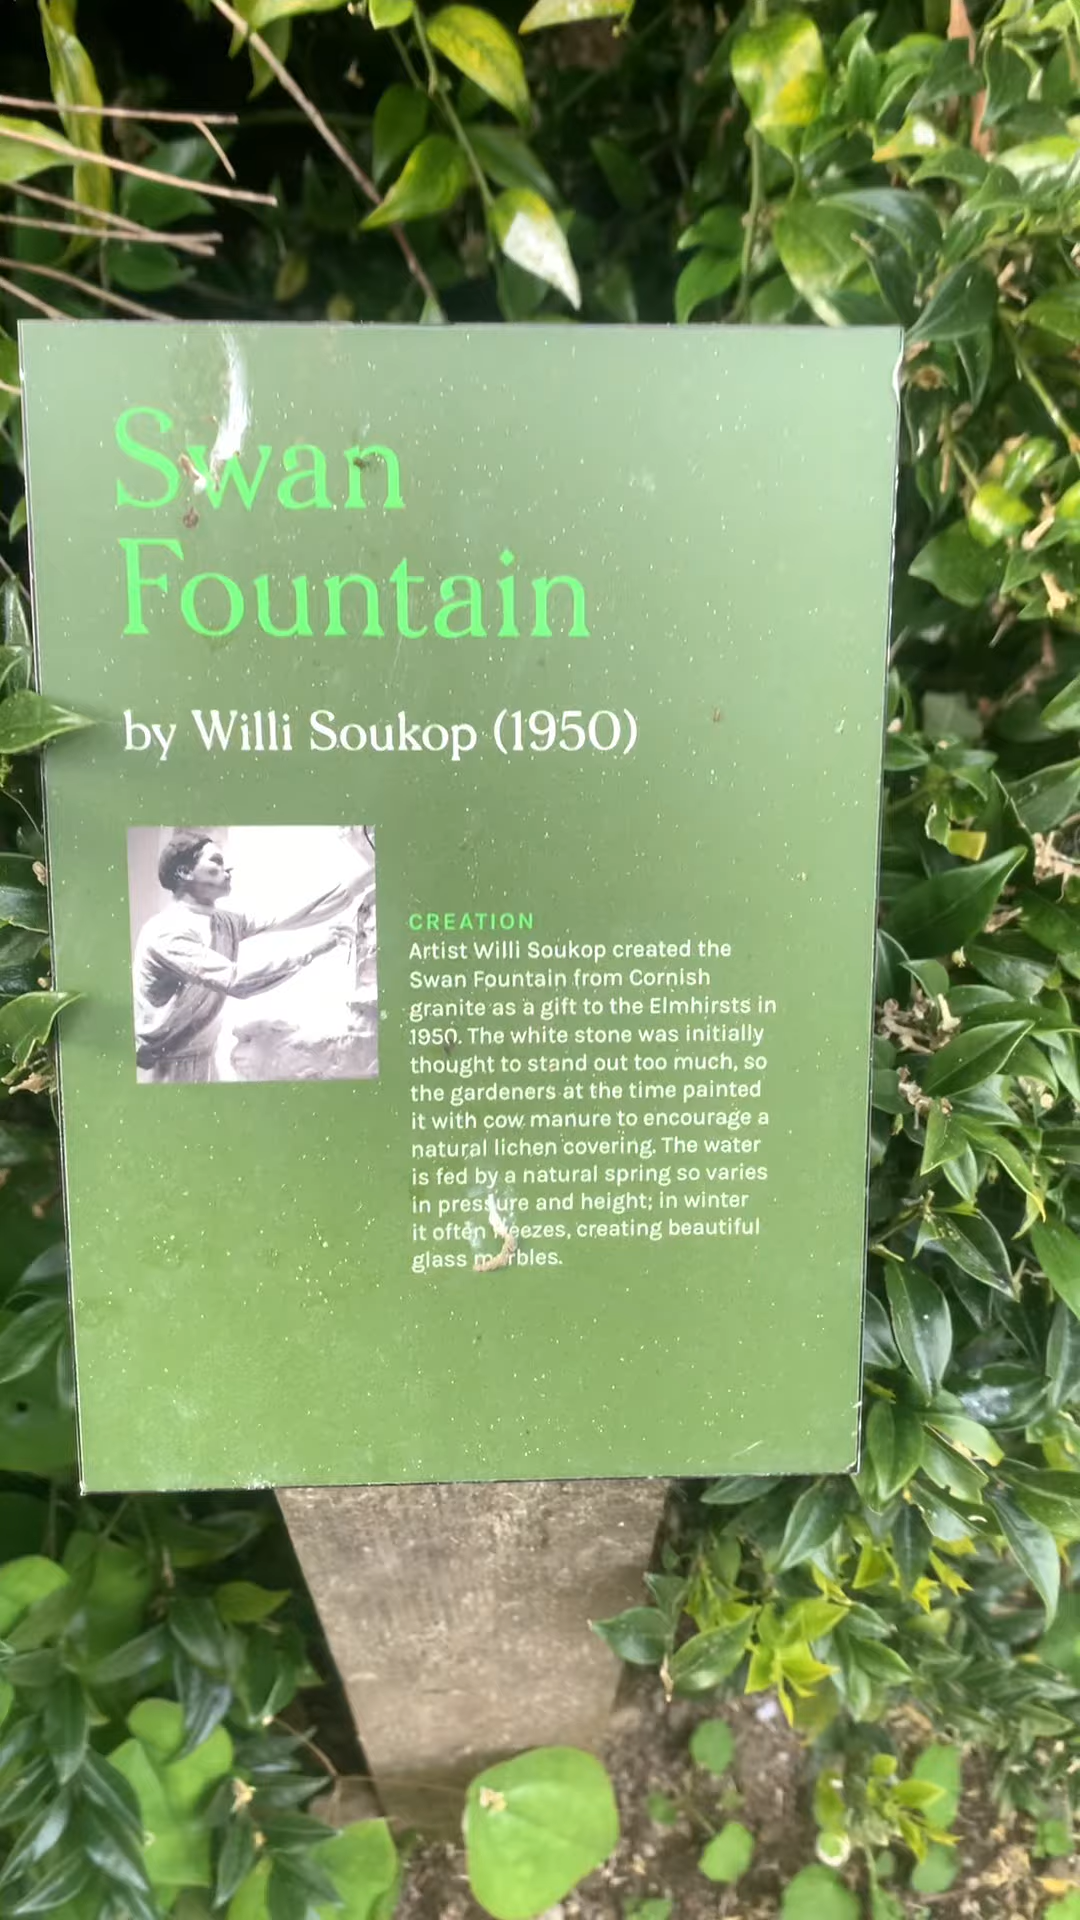 Swan
Fountain
by Willi Soukop (1950)
CREATION
Artist Willi Soukop created the
Swan Fountain from Cornish
granite as a gift to the Elmhirsts in
1950. The white stone was initially
thought to stand out too much, so
the gardeners at the time painted
it with cow manure to encourage a
natural lichen covering. The water
is fed by a natural spring so varies
in pressure and height; in winter
it often freezes, creating beautiful
glass marbles.